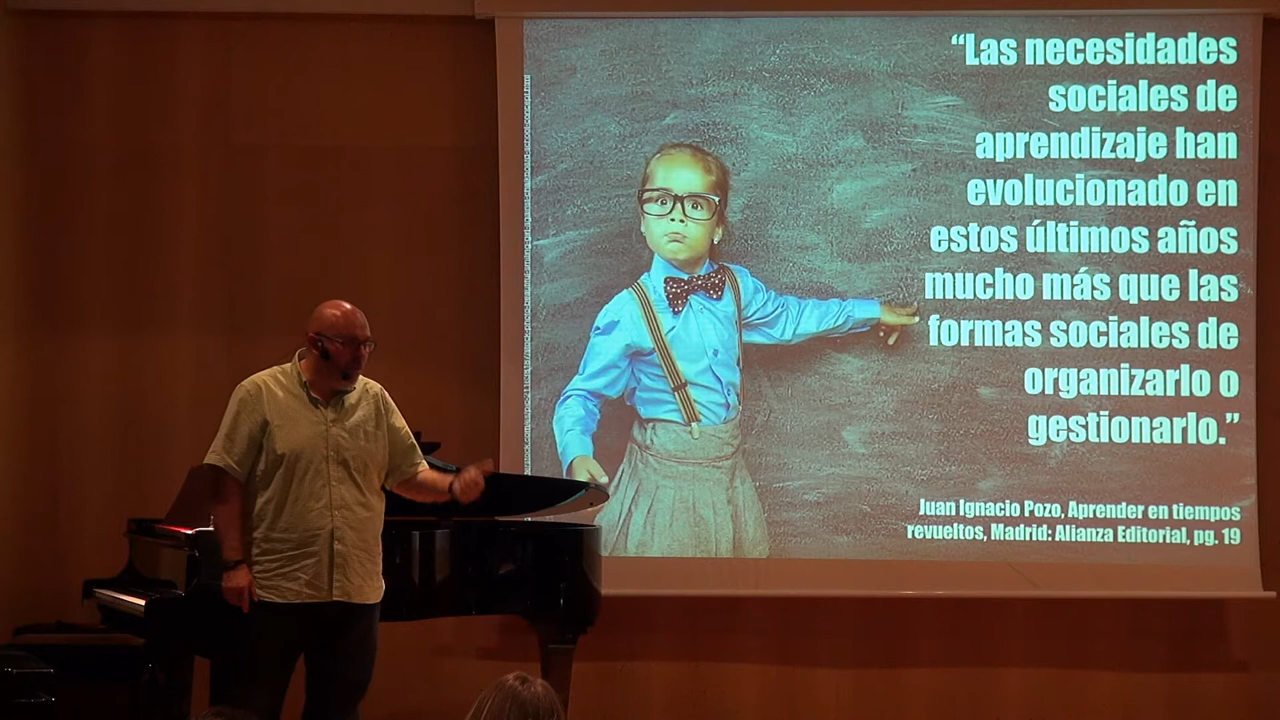 “Las necesidades
sociales de
aprendizaje han
evolucionado en
estos últimos años
mucho más que las
formas sociales de
organizarlo o
gestionarlo.”
Juan Ignacio Pozo, Aprender en tiempos
revueltos, Madrid: Alianza Editorial, pg. 19